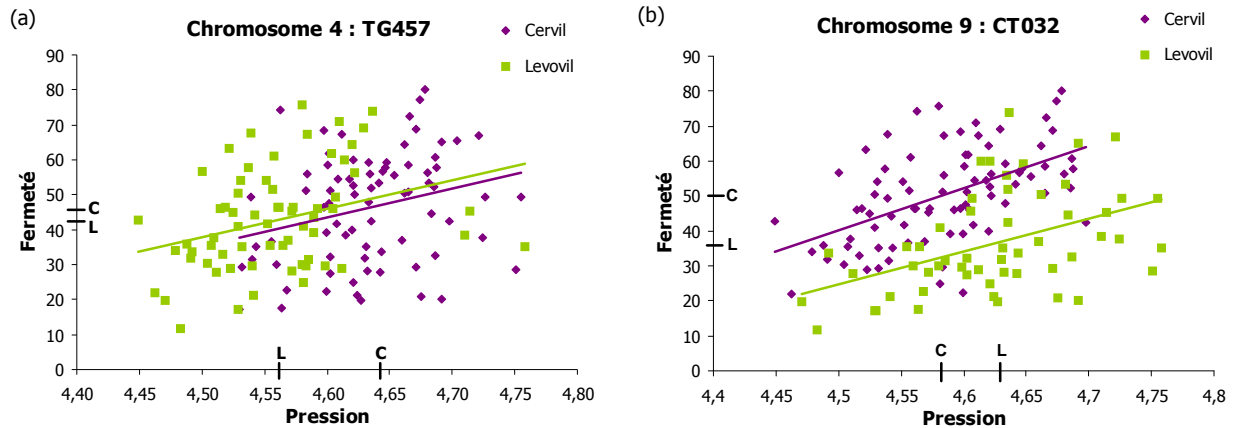 (a)
Chromosome 4 : TG457
Cervil
Levovil
Fermeté
90
80
70
60
50
40
30
20
10
0
C
L
L
C
4,40
4,50
4,55
4,60
4,65
4,70
4,75
4,80
Pression
(b)
Chromosome 9 : CT032
Cervil
Levovil
Fermeté
90
80
70
60
50
40
30
20
10
0
C
L
C
L
4,4
4,45
4,5
4,55
4,6
4,65
4,7
4,75
4,8
Pression